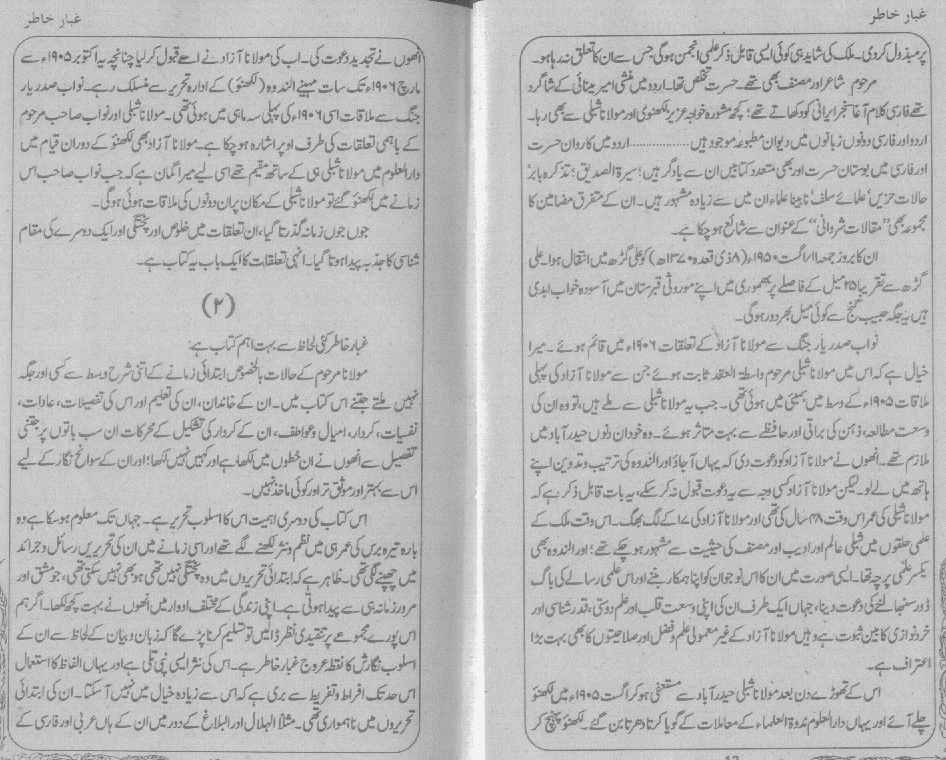 غبار خاطر
پر مبذول کر دی۔ ملک کی شاید ہی کوئی ایسی قابل ذکر علمی انجمن ہوگی جس سے ان کا تعلق نہ رہا ہو۔
مرحوم شاعر اور مصنف بھی تھے۔ حسرت تخلص تھا۔ اردو میں منشی امیر مینائی کے شاگرد
تھے فارسی کلام آغا سنجر ایرانی کو دکھاتے تھے؛ کچھ مشورہ خواجہ عزیز لکھنوی اور مولانا شبلی سے بھی رہا۔
اردو اور فارسی دونوں زبانوں میں دیوان مطبوعہ موجود ہیں ................ اردو میں کاروان حسرت
اور فارسی میں بوستان حسرت اور بھی متعدد کتابیں ان سے یادگار ہیں؛ سیرۃ الصدیق؛ تذکرہ بابر؛
حالات حزیں؛ علمائے سلف؛ نابینا علماء ان میں سے زیادہ مشہور ہیں۔ ان کے متفرق مضامین کا
مجموعہ بھی ”مقالات شروانی“ کے عنوان سے شائع ہو چکا ہے۔
ان کا بروز جمعہ ۱۱/اگست ۱۹۵۰ء (۸ ذی قعدہ ۱۳۷۰ھ) کو علی گڑھ میں انتقال ہوا۔ علی
گڑھ سے تقریباً ۲۵ میل کے فاصلے پر بھموری میں اپنے موروثی قبرستان میں آسودہ خواب ابدی
ہیں یہ جگہ حبیب گنج سے کوئی میل بھر دور ہوگی۔
نواب صدر یار جنگ سے مولانا آزاد کے تعلقات ۱۹۰۶ء میں قائم ہوئے ۔ میرا
خیال ہے کہ اس میں مولانا شبلی مرحوم واسطۃ العقد ثابت ہوئے جن سے مولانا آزاد کی پہلی
ملاقات ۱۹۰۵ء کے وسط میں بمبئی میں ہوئی تھی۔ جب یہ مولانا شبلی سے ملے ہیں، تو وہ ان کی
وسعت مطالعہ، ذہن کی براقی اور حافظے سے بہت متاثر ہوئے۔ وہ خود ان دنوں حیدرآباد میں
ملازم تھے۔ انھوں نے مولانا آزاد کو دعوت دی کہ یہاں آجاؤ اور الندوہ کی ترتیب و تدوین اپنے
ہاتھ میں لے لو۔ لیکن مولانا آزاد کسی وجہ سے یہ دعوت قبول نہ کر سکے، یہ بات قابل ذکر ہے کہ
مولانا شبلی کی عمر اس وقت ۴۸ سال کی تھی اور مولانا آزاد کی ۱۷ کے لگ بھگ۔ اس وقت ملک کے
علمی حلقوں میں شبلی عالم اور ادیب اور مصنف کی حیثیت سے مشہور ہو چکے تھے؛ اور الندوہ بھی
یکسر علمی پرچہ تھا۔ ایسی صورت میں ان کا اس نوجوان کو اپنا ہمکار بننے اور اس علمی رسالے کی باگ
ڈور سنبھالنے کی دعوت دینا، جہاں ایک طرف ان کی اپنی وسعت قلب اور علم دوستی، قدر شناسی اور
خرد نوازی کا بین ثبوت ہے وہیں مولانا آزاد کے غیر معمولی علم و فضل اور صلاحیتوں کا بھی بہت بڑا
اعتراف ہے۔
اس کے تھوڑے دن بعد مولانا شبلی حیدرآباد سے مستعفی ہو کر اگست ۱۹۰۵ء میں لکھنؤ
چلے آئے اور یہاں دارالعلوم ندوۃ العلماء کے معاملات کے گویا کرتا دھرتا بن گئے۔ لکھنؤ پہنچ کر
غبار خاطر
انھوں نے تجدید دعوت کی۔ اب کی مولانا آزاد نے اسے قبول کر لیا چنانچہ یہ اکتوبر ۱۹۰۵ء سے
مارچ ۱۹۰۶ء تک سات مہینے الندوہ (لکھنؤ) کے ادارہ تحریر سے منسلک رہے۔ نواب صدر یار
جنگ سے ملاقات اسی ۱۹۰۶ء کی پہلی سہ ماہی میں ہوئی تھی۔ مولانا شبلی اور نواب صاحب مرحوم
کے باہمی تعلقات کی طرف اوپر اشارہ ہو چکا ہے۔ مولانا آزاد بھی لکھنؤ کے دوران قیام میں
دارالعلوم میں مولانا شبلی ہی کے ساتھ مقیم تھے اسی لیے میرا گمان ہے کہ جب نواب صاحب اس
زمانے میں لکھنؤ گئے تو مولانا شبلی کے مکان پر ان دونوں کی ملاقات ہوئی ہوگی۔
جوں جوں زمانہ گذرتا گیا، ان تعلقات میں خلوص اور پختگی اور ایک دوسرے کی مقام
شناسی کا جذبہ پیدا ہوتا گیا۔ انہی تعلقات کا ایک باب یہ کتاب ہے۔
(۲)
غبار خاطر کئی لحاظ سے بہت اہم کتاب ہے:
مولانا مرحوم کے حالات بالخصوص ابتدائی زمانے کے اتنی شرح و بسط سے کسی اور جگہ
نہیں ملتے جتنے اس کتاب میں۔ ان کے خاندان، ان کی تعلیم اور اس کی تفصیلات، عادات،
نفسیات، کردار، امیال و عواطف، ان کے کردار کی تشکیل کے محرکات ان سب باتوں پر جتنی
تفصیل سے انھوں نے ان خطوں میں لکھا ہے اور کہیں نہیں لکھا؛ اور ان کے سوانح نگار کے لیے
اس سے بہتر اور موثق تر اور کوئی ماخذ نہیں۔
اس کتاب کی دوسری اہمیت اس کا اسلوب تحریر ہے۔ جہاں تک معلوم ہو سکا ہے وہ
بارہ تیرہ برس کی عمر ہی میں نظم و نثر لکھنے لگے تھے اور اسی زمانے میں ان کی تحریریں رسائل و جرائد
میں چھپنے لگی تھی۔ ظاہر ہے کہ ابتدائی تحریروں میں وہ پختگی نہیں تھی ہو بھی نہیں سکتی تھی، جو مشق اور
مرور زمانہ ہی سے پیدا ہوتی ہے۔ اپنی زندگی کے مختلف ادوار میں انھوں نے بہت کچھ لکھا۔ اگر ہم
اس پورے مجموعے پر تنقیدی نظر ڈالیں تو تسلیم کرنا پڑے گا کہ زبان و بیان کے لحاظ سے ان کے
اسلوب نگارش کا نقطہ عروج غبار خاطر ہے۔ اس کی نثر ایسی نپی تلی ہے اور یہاں الفاظ کا استعمال
اس حد تک افراط و تفریط سے بری ہے کہ اس سے زیادہ خیال میں نہیں آ سکتا۔ ان کی ابتدائی
تحریروں میں ناہمواری تھی۔ مثلاً الہلال اور البلاغ کے دور میں ان کے ہاں عربی اور فارسی کے